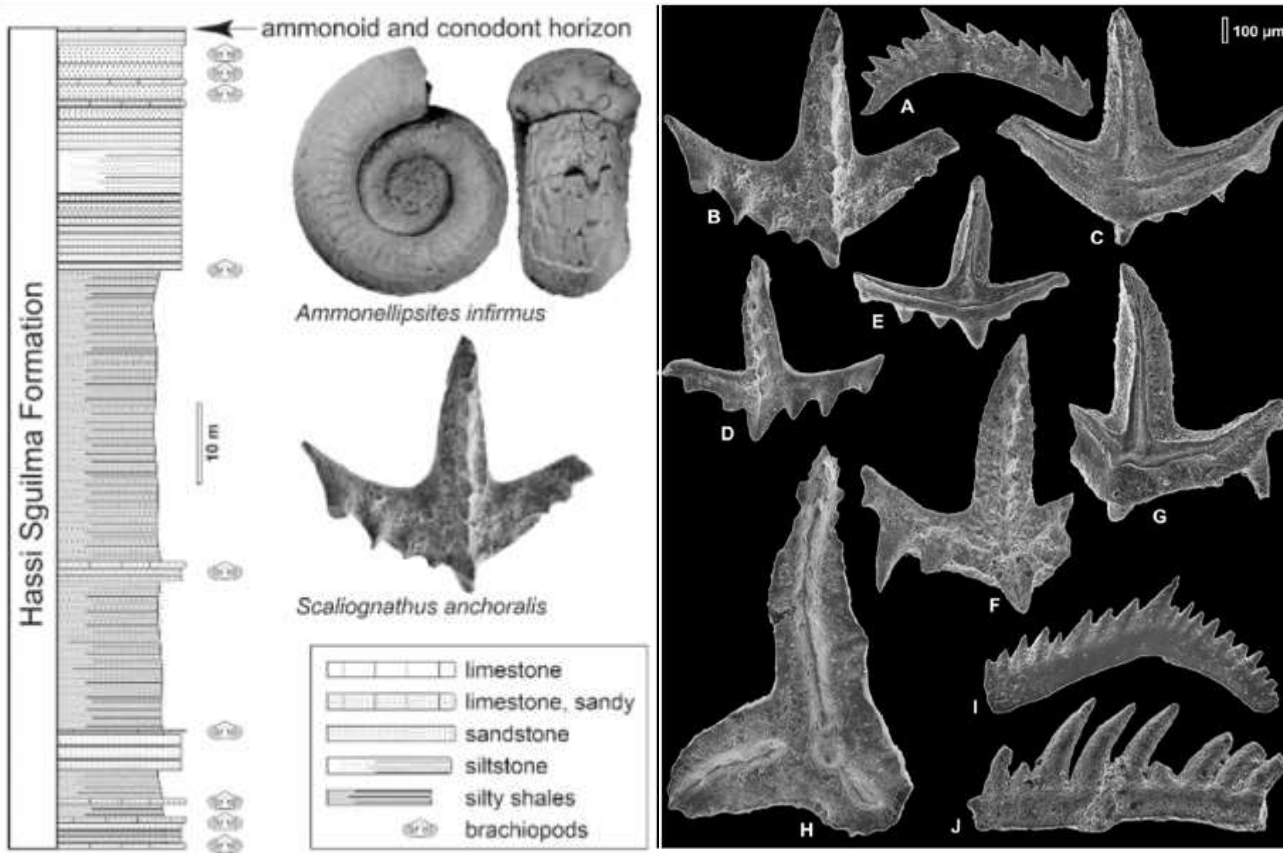 ammonoid and conodont horizon
Hassi Sguilma Formation
10 m
Ammonellipsites infirmus
Scaliognathus anchoralis
limestone
limestone, sandy
sandstone
siltstone
silty shales
brachiopods
100 µm
A
B
C
E
D
G
F
I
H
J